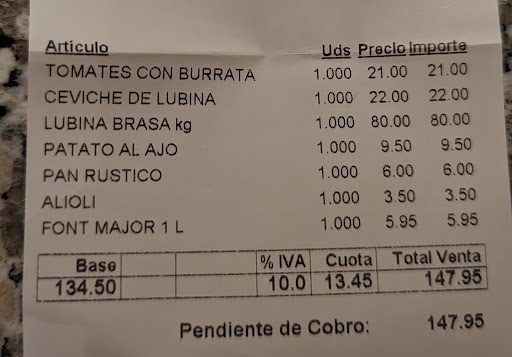 Artículo Uds Precio Importe
TOMATES CON BURRATA 1.000 21.00 21.00
CEVICHE DE LUBINA 1.000 22.00 22.00
LUBINA BRASA kg 1.000 80.00 80.00
PATATO AL AJO 1.000 9.50 9.50
PAN RUSTICO 1.000 6.00 6.00
ALIOLI 1.000 3.50 3.50
FONT MAJOR 1 L 1.000 5.95 5.95
Base % IVA Cuota Total Venta
134.50 10.0 13.45 147.95
Pendiente de Cobro: 147.95